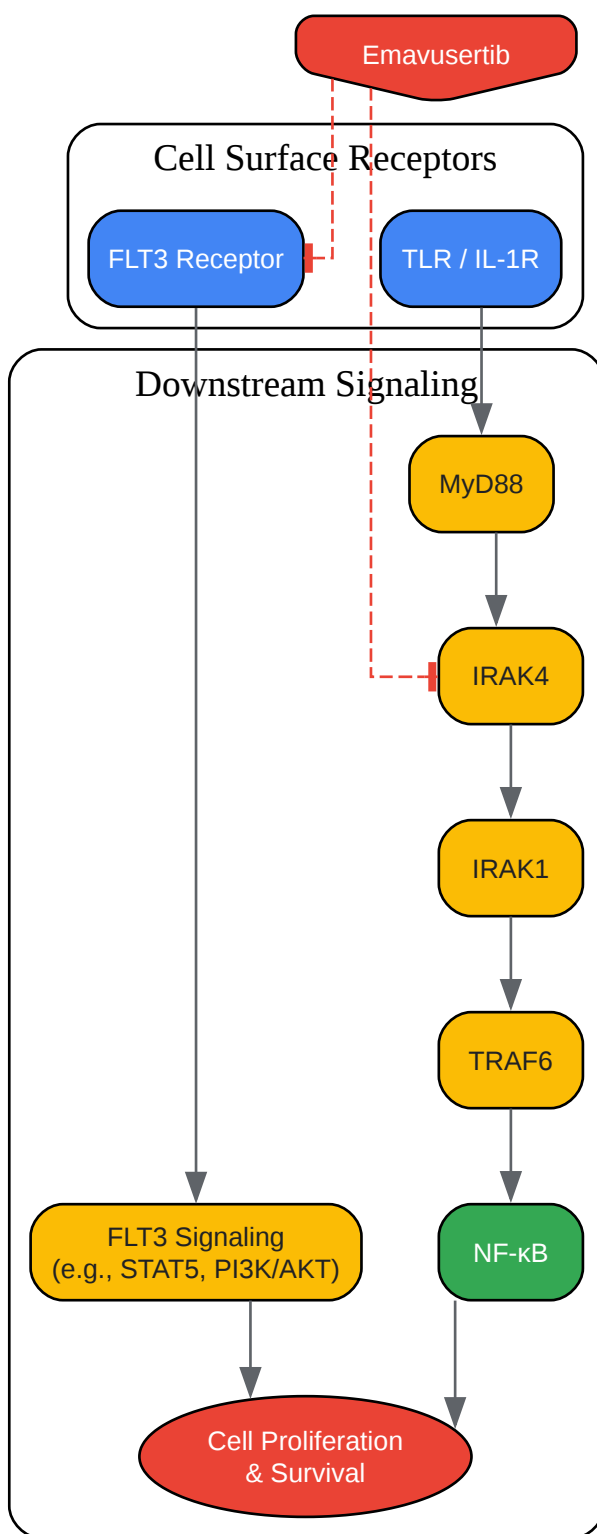 Emavusertib
Cell Surface Receptors
FLT3 Receptor
TLR / IL-1R
Downstream Signaling
MyD88
IRAK4
IRAK1
TRAF6
FLT3 Signaling
(e.g., STAT5, PI3K/AKT)
NF-κB
Cell Proliferation
& Survival